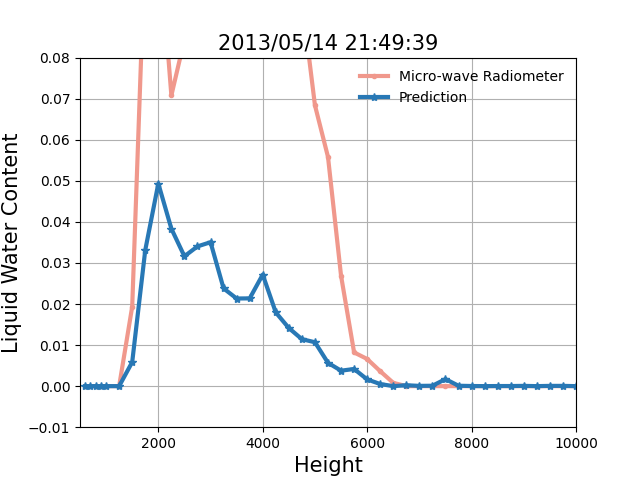 2013/05/14 21:49:39
0.08
0.07
0.06
0.05
0.04
0.03
0.02
0.01
0.00
−0.01
Liquid Water Content
Micro-wave Radiometer
Prediction
2000 4000 6000 8000 10000
Height